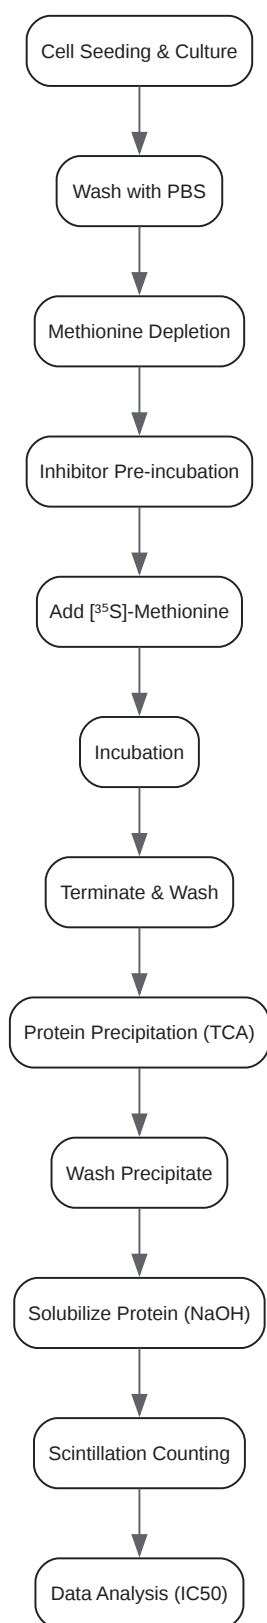 Cell Seeding & Culture
Wash with PBS
Methionine Depletion
Inhibitor Pre-incubation
Add [³⁵S]-Methionine
Incubation
Terminate & Wash
Protein Precipitation (TCA)
Wash Precipitate
Solubilize Protein (NaOH)
Scintillation Counting
Data Analysis (IC50)